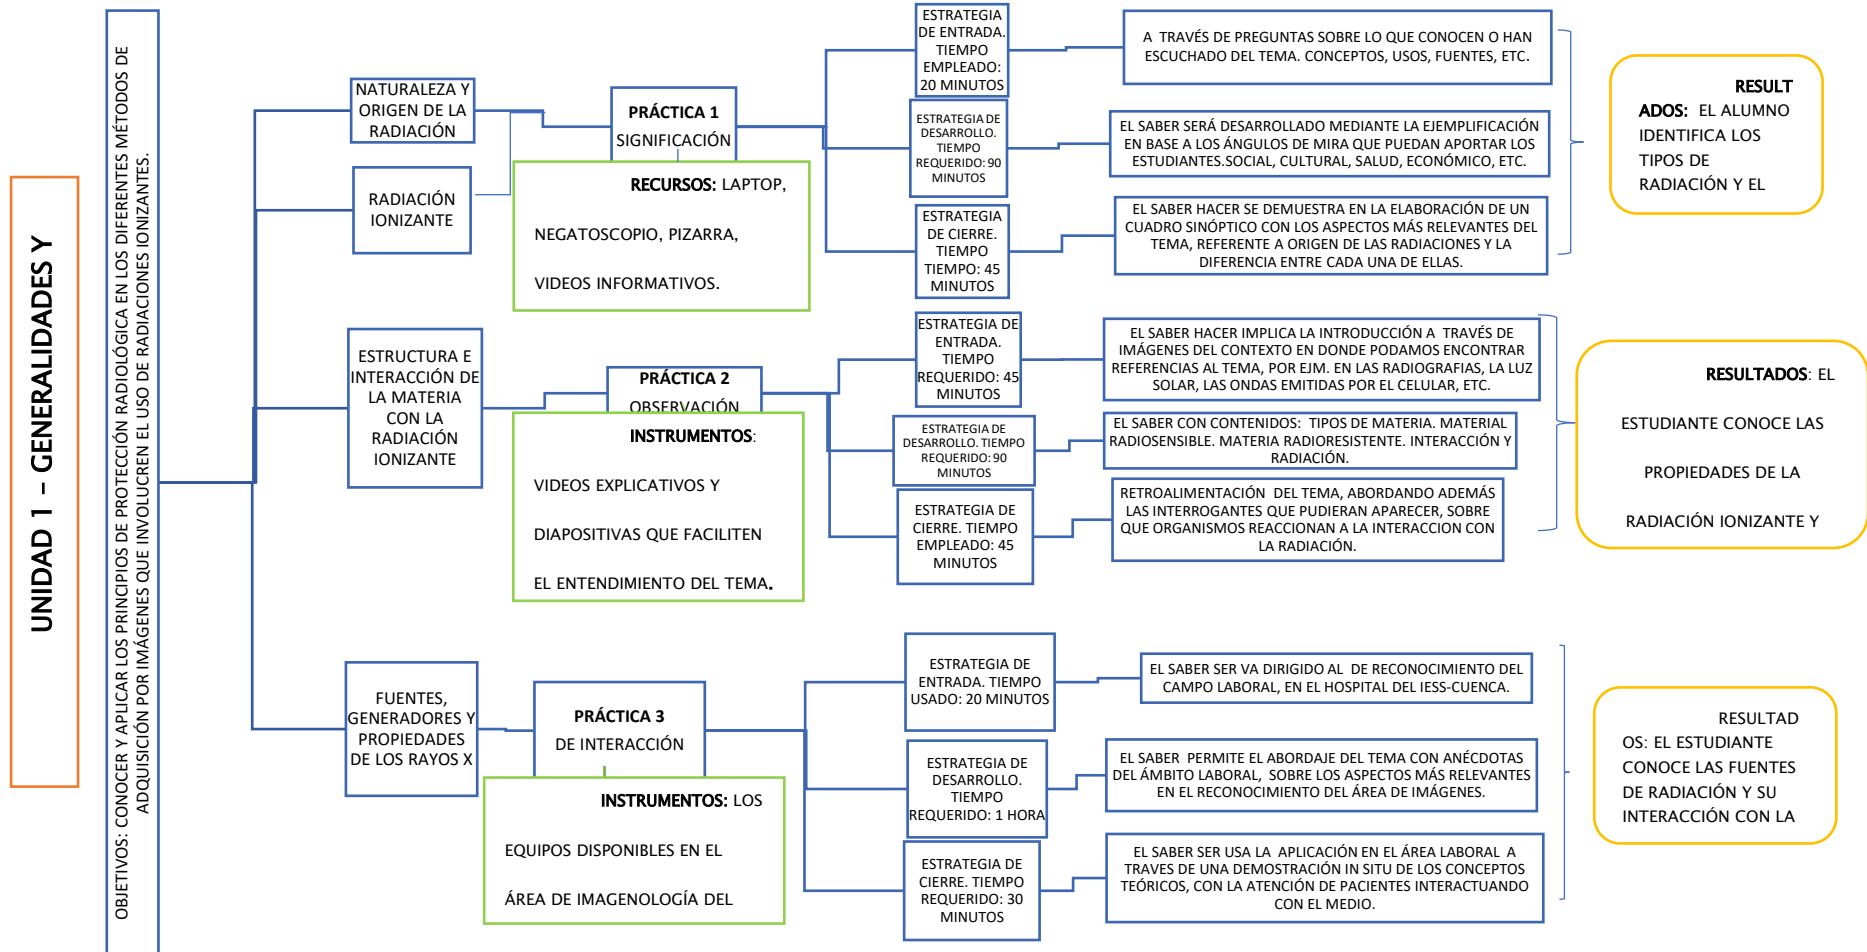 UNIDAD 1 – GENERALIDADES Y
OBJETIVOS: CONOCER Y APLICAR LOS PRINCIPIOS DE PROTECCIÓN RADIOLÓGICA EN LOS DIFERENTES MÉTODOS DE
ADQUISICIÓN POR IMÁGENES QUE INVOLUCREN EL USO DE RADIACIONES IONIZANTES.
NATURALEZA Y
ORIGEN DE LA
RADIACIÓN
RADIACIÓN
IONIZANTE
PRÁCTICA 1
SIGNIFICACIÓN
RECURSOS: LAPTOP,
NEGATOSCOPIO, PIZARRA,
VIDEOS INFORMATIVOS.
ESTRATEGIA
DE ENTRADA.
TIEMPO
EMPLEADO:
20 MINUTOS
A TRAVÉS DE PREGUNTAS SOBRE LO QUE CONOCEN O HAN
ESCUCHADO DEL TEMA. CONCEPTOS, USOS, FUENTES, ETC.
ESTRATEGIA DE
DESARROLLO.
TIEMPO
REQUERIDO: 90
MINUTOS
EL SABER SERÁ DESARROLLADO MEDIANTE LA EJEMPLIFICACIÓN
EN BASE A LOS ÁNGULOS DE MIRA QUE PUEDAN APORTAR LOS
ESTUDIANTES.SOCIAL, CULTURAL, SALUD, ECONÓMICO, ETC.
ESTRATEGIA
DE CIERRE.
TIEMPO
TIEMPO: 45
MINUTOS
EL SABER HACER SE DEMUESTRA EN LA ELABORACIÓN DE UN
CUADRO SINÓPTICO CON LOS ASPECTOS MÁS RELEVANTES DEL
TEMA, REFERENTE A ORIGEN DE LAS RADIACIONES Y LA
DIFERENCIA ENTRE CADA UNA DE ELLAS.
RESULT
ADOS: EL ALUMNO
IDENTIFICA LOS
TIPOS DE
RADIACIÓN Y EL
ESTRUCTURA E
INTERACCIÓN DE
LA MATERIA
CON LA
RADIACIÓN
IONIZANTE
PRÁCTICA 2
OBSERVACIÓN
INSTRUMENTOS:
VIDEOS EXPLICATIVOS Y
DIAPOSITIVAS QUE FACILITEN
EL ENTENDIMIENTO DEL TEMA.
ESTRATEGIA DE
ENTRADA.
TIEMPO
REQUERIDO: 45
MINUTOS
EL SABER HACER IMPLICA LA INTRODUCCIÓN A TRAVÉS DE
IMÁGENES DEL CONTEXTO EN DONDE PODAMOS ENCONTRAR
REFERENCIAS AL TEMA, POR EJM. EN LAS RADIOGRAFIAS, LA LUZ
SOLAR, LAS ONDAS EMITIDAS POR EL CELULAR, ETC.
ESTRATEGIA DE
DESARROLLO. TIEMPO
REQUERIDO: 90
MINUTOS
EL SABER CON CONTENIDOS: TIPOS DE MATERIA. MATERIAL
RADIOSENSIBLE. MATERIA RADIORESISTENTE. INTERACCIÓN Y
RADIACIÓN.
ESTRATEGIA DE
CIERRE. TIEMPO
EMPLEADO: 45
MINUTOS
RETROALIMENTACIÓN DEL TEMA, ABORDANDO ADEMÁS
LAS INTERROGANTES QUE PUDIERAN APARECER, SOBRE
QUE ORGANISMOS REACCIONAN A LA INTERACCION CON
LA RADIACIÓN.
RESULTADOS: EL
ESTUDIANTE CONOCE LAS
PROPIEDADES DE LA
RADIACIÓN IONIZANTE Y
FUENTES,
GENERADORES Y
PROPIEDADES
DE LOS RAYOS X
PRÁCTICA 3
DE INTERACCIÓN
INSTRUMENTOS: LOS
EQUIPOS DISPONIBLES EN EL
ÁREA DE IMAGENOLOGÍA DEL
ESTRATEGIA DE
ENTRADA. TIEMPO
USADO: 20 MINUTOS
EL SABER SER VA DIRIGIDO AL DE RECONOCIMIENTO DEL
CAMPO LABORAL, EN EL HOSPITAL DEL IESS-CUENCA.
ESTRATEGIA DE
DESARROLLO.
TIEMPO
REQUERIDO: 1 HORA
EL SABER PERMITE EL ABORDAJE DEL TEMA CON ANÉCDOTAS
DEL ÁMBITO LABORAL, SOBRE LOS ASPECTOS MÁS RELEVANTES
EN EL RECONOCIMIENTO DEL ÁREA DE IMÁGENES.
ESTRATEGIA DE
CIERRE. TIEMPO
REQUERIDO: 30
MINUTOS
EL SABER SER USA LA APLICACIÓN EN EL ÁREA LABORAL A
TRAVES DE UNA DEMOSTRACIÓN IN SITU DE LOS CONCEPTOS
TEÓRICOS, CON LA ATENCIÓN DE PACIENTES INTERACTUANDO
CON EL MEDIO.
RESULTAD
OS: EL ESTUDIANTE
CONOCE LAS FUENTES
DE RADIACIÓN Y SU
INTERACCIÓN CON LA